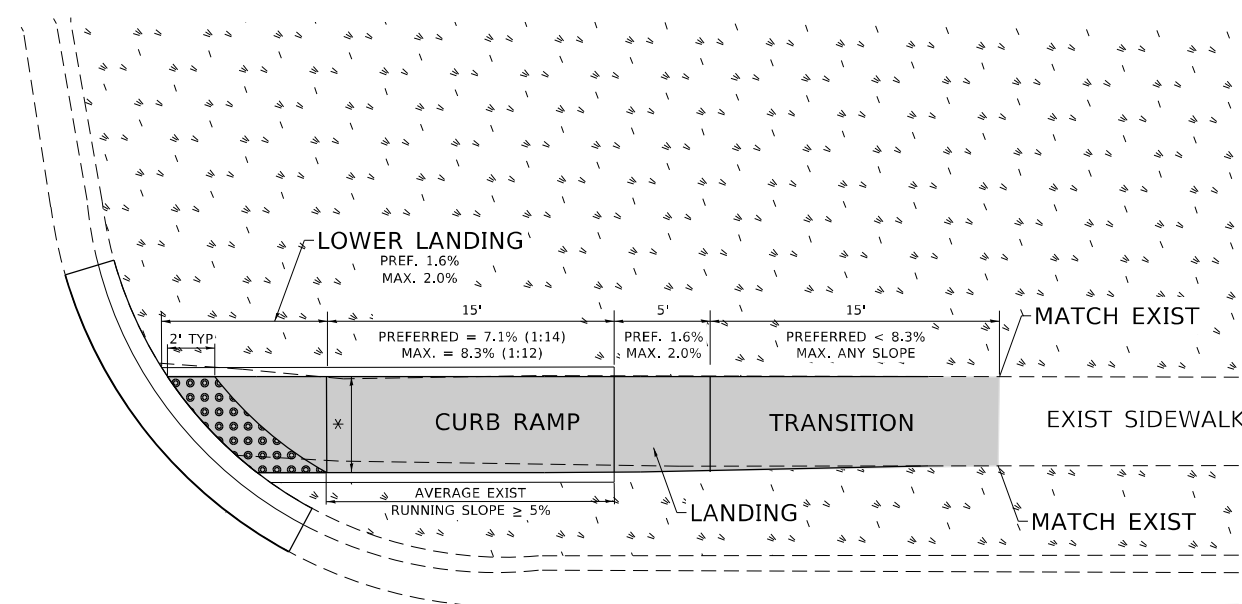 LOWER LANDING
PREF. 1.6%
MAX. 2.0%
15'
5'
15'
MATCH EXIST
2' TYP
PREFERRED = 7.1% (1:14)
MAX. = 8.3% (1:12)
PREF. 1.6%
MAX. 2.0%
PREFERRED < 8.3%
MAX. ANY SLOPE
*
CURB RAMP
TRANSITION
EXIST SIDEWALK
AVERAGE EXIST
RUNNING SLOPE ≥ 5%
LANDING
MATCH EXIST